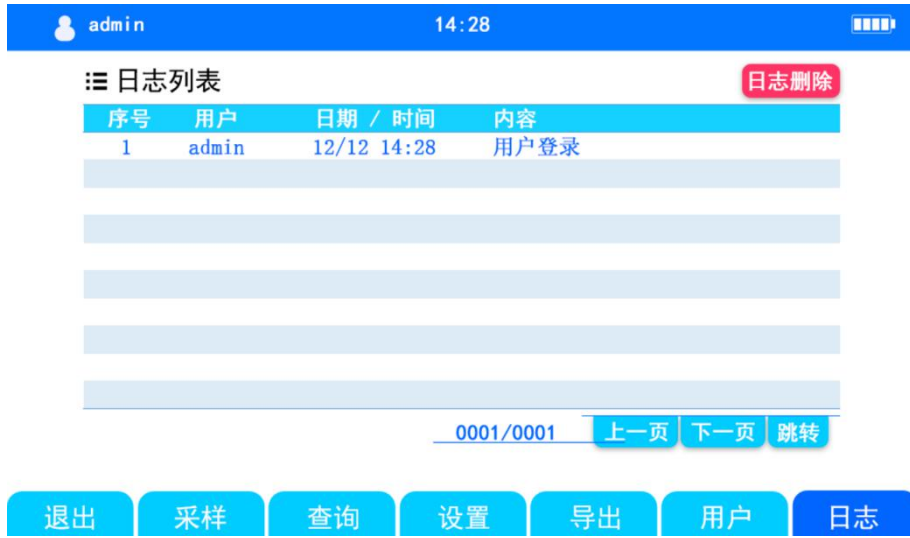 admin 14:28
日志列表 日志删除
序号 用户 日期 / 时间 内容
1 admin 12/12 14:28 用户登录
0001/0001 上一页 下一页 跳转
退出 采样 查询 设置 导出 用户 日志